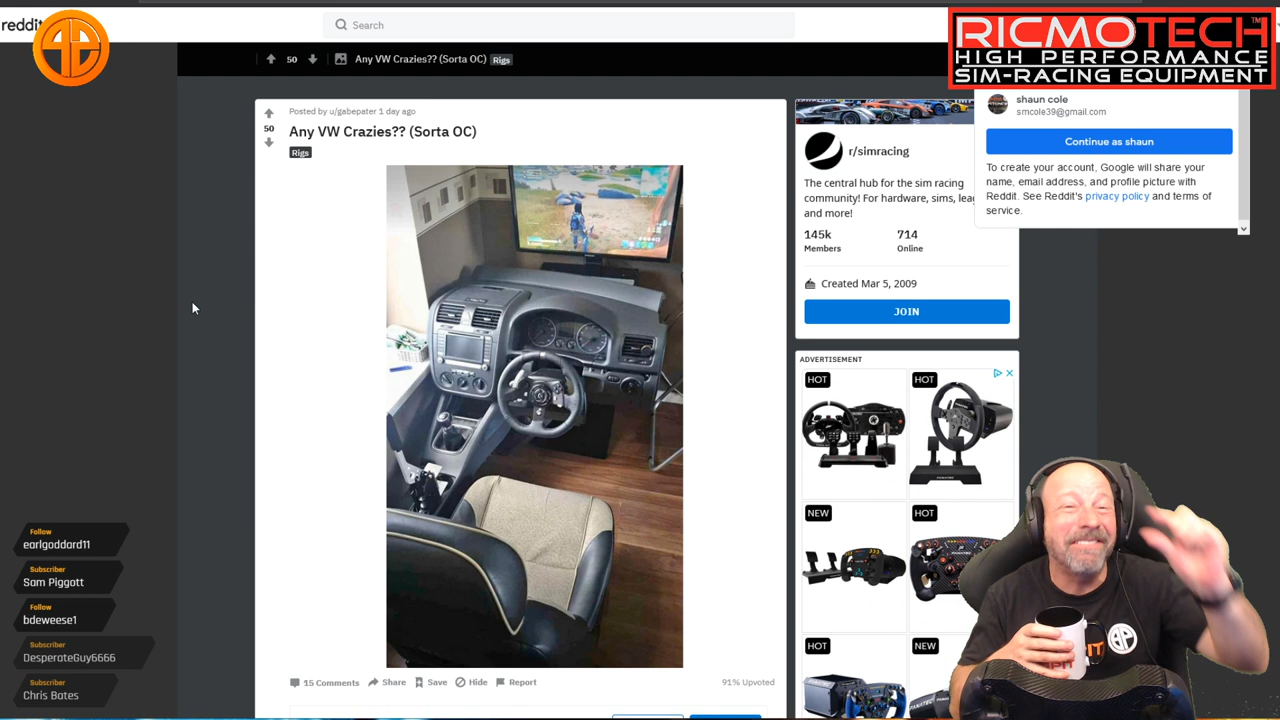 reddit
Search
RICMOTECH™
HIGH PERFORMANCE
SIM-RACING EQUIPMENT
50
Any VW Crazies?? (Sorta OC)
Rigs
Posted by u/gabepater 1 day ago
50
Any VW Crazies?? (Sorta OC)
Rigs
r/simracing
The central hub for the sim racing
community! For hardware, sims, lea
and more!
145k
714
Members
Online
Created Mar 5, 2009
JOIN
shaun cole
smcole39@gmail.com
Continue as shaun
To create your account, Google will share your
name, email address, and profile picture with
Reddit. See Reddit's privacy policy and terms of
service.
ADVERTISEMENT
HOT
HOT
FANATEC
NEW
HOT
HOT
NEW
Follow
earlgoddard11
Subscriber
Sam Piggott
Follow
bdeweese1
Subscriber
DesperateGuy6666
Subscriber
Chris Bates
15 Comments
Share
Save
Hide
Report
91% Upvoted